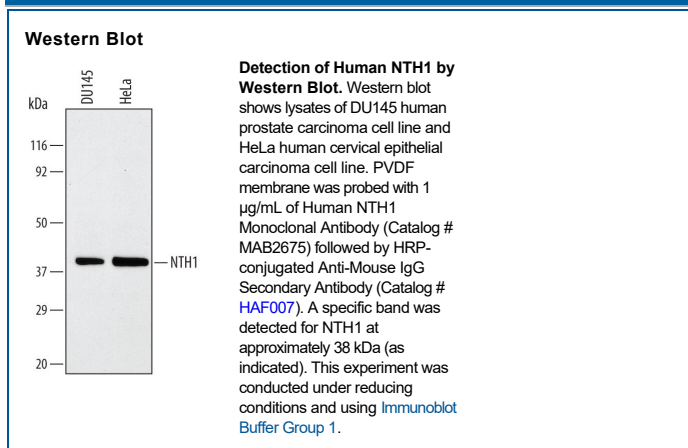 Western Blot
kDa
DU145
HeLa
116
92
50
37
29
20
NTH1
Detection of Human NTH1 by
Western Blot. Western blot
shows lysates of DU145 human
prostate carcinoma cell line and
HeLa human cervical epithelial
carcinoma cell line. PVDF
membrane was probed with 1
µg/mL of Human NTH1
Monoclonal Antibody (Catalog #
MAB2675) followed by HRP-
conjugated Anti-Mouse IgG
Secondary Antibody (Catalog #
HAF007). A specific band was
detected for NTH1 at
approximately 38 kDa (as
indicated). This experiment was
conducted under reducing
conditions and using Immunoblot
Buffer Group 1.